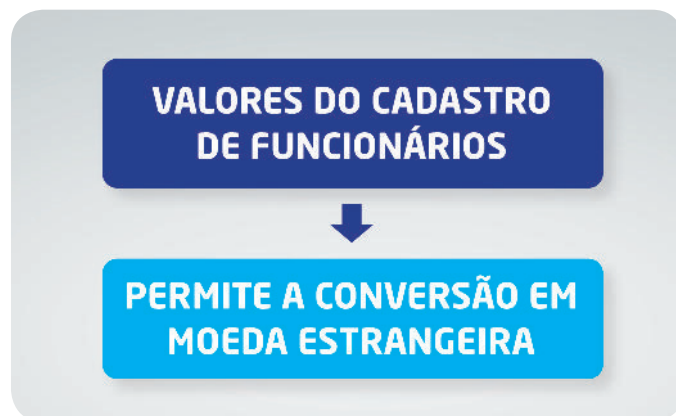 VALORES DO CADASTRO
DE FUNCIONÁRIOS
PERMITE A CONVERSÃO EM
MOEDA ESTRANGEIRA